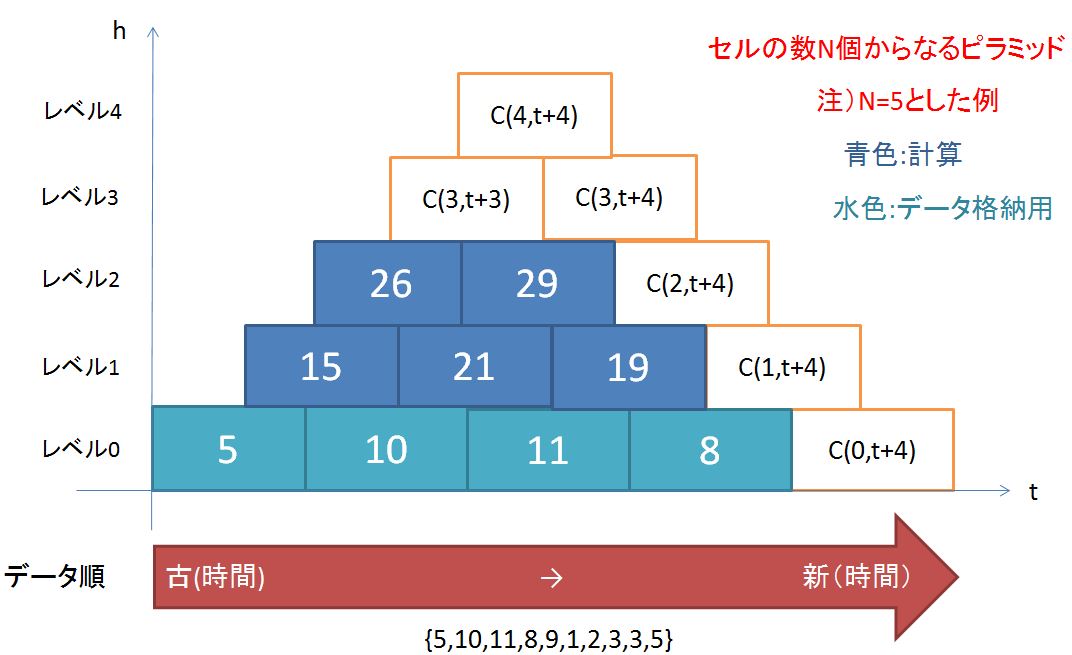 h
セルの数N個からなるピラミッド
注）N=5とした例
青色:計算
水色:データ格納用
レベル4
C(4,t+4)
レベル3
C(3,t+3)
C(3,t+4)
レベル2
26
29
C(2,t+4)
レベル1
15
21
19
C(1,t+4)
レベル0
5
10
11
8
C(0,t+4)
t
データ順
古(時間)
→
新（時間）
{5,10,11,8,9,1,2,3,3,5}